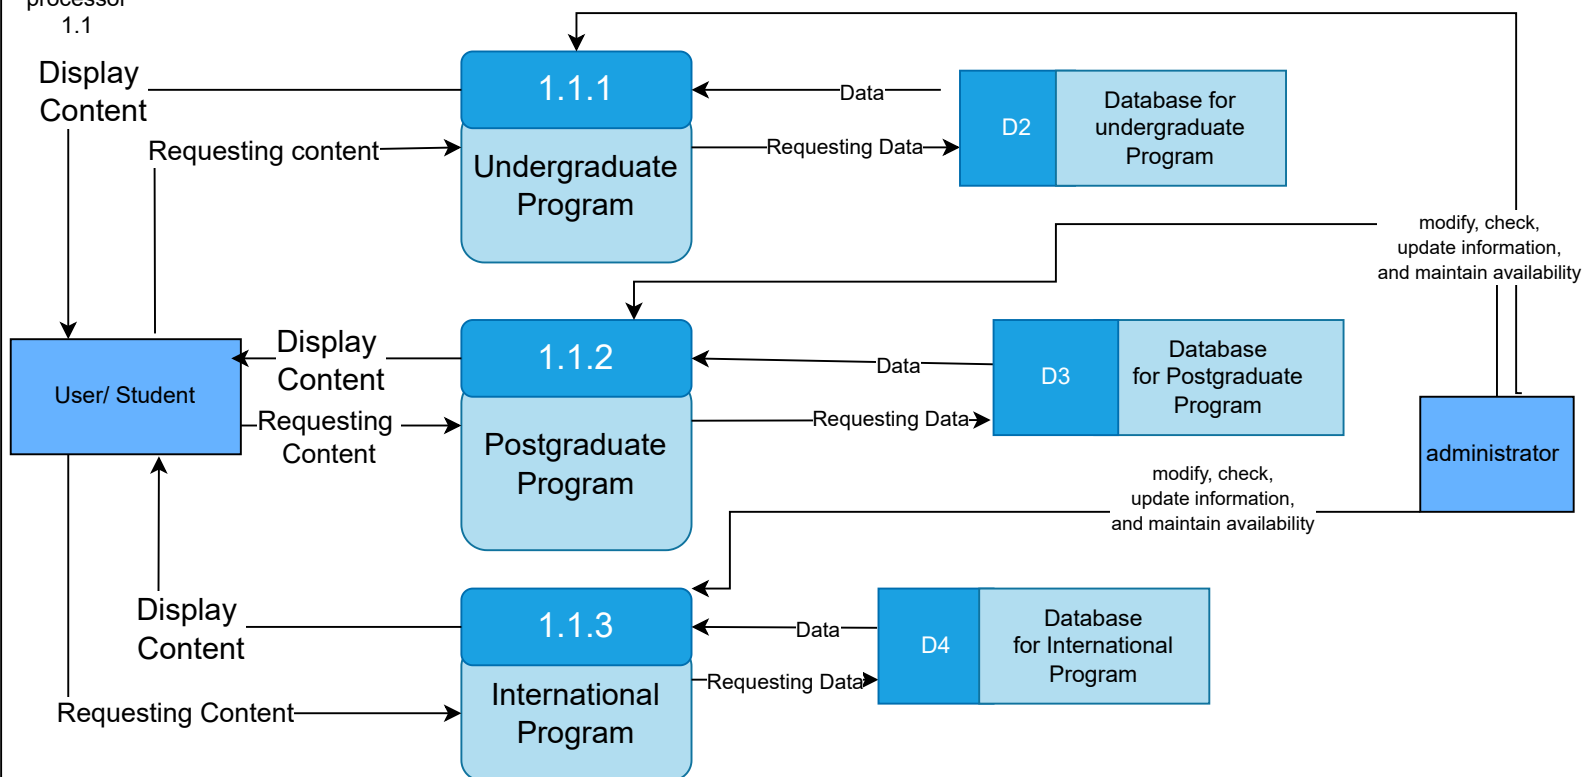 processor
1.1
Display
Content
1.1.1
Undergraduate
Program
Data
Requesting Data
D2
Database for
undergraduate
Program
Requesting content
modify, check,
update information,
and maintain availability
User/ Student
Display
Content
Requesting
Content
1.1.2
Postgraduate
Program
Data
Requesting Data
D3
Database
for Postgraduate
Program
administrator
modify, check,
update information,
and maintain availability
Display
Content
Requesting Content
1.1.3
International
Program
Data
Requesting Data
D4
Database
for International
Program